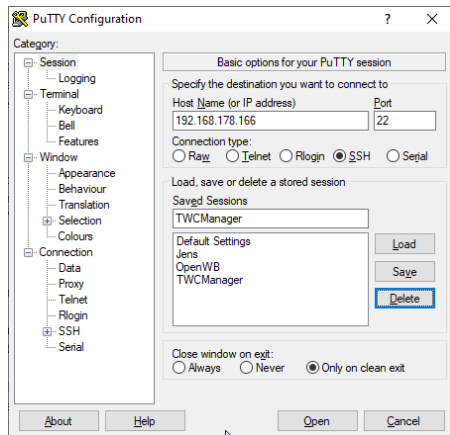 PuTTY Configuration ? ×
Category:
Session
Logging
Terminal
Keyboard
Bell
Features
Window
Appearance
Behaviour
Translation
Selection
Colours
Connection
Data
Proxy
Telnet
Rlogin
SSH
Serial
Basic options for your PuTTY session
Specify the destination you want to connect to
Host Name (or IP address) Port
192.168.178.166 22
Connection type:
Raw Telnet Rlogin SSH Serial
Load, save or delete a stored session
Saved Sessions
TWCManager
Default Settings
Jens
OpenWB
TWCManager
Load
Save
Delete
Close window on exit:
Always Never Only on clean exit
About Help Open Cancel